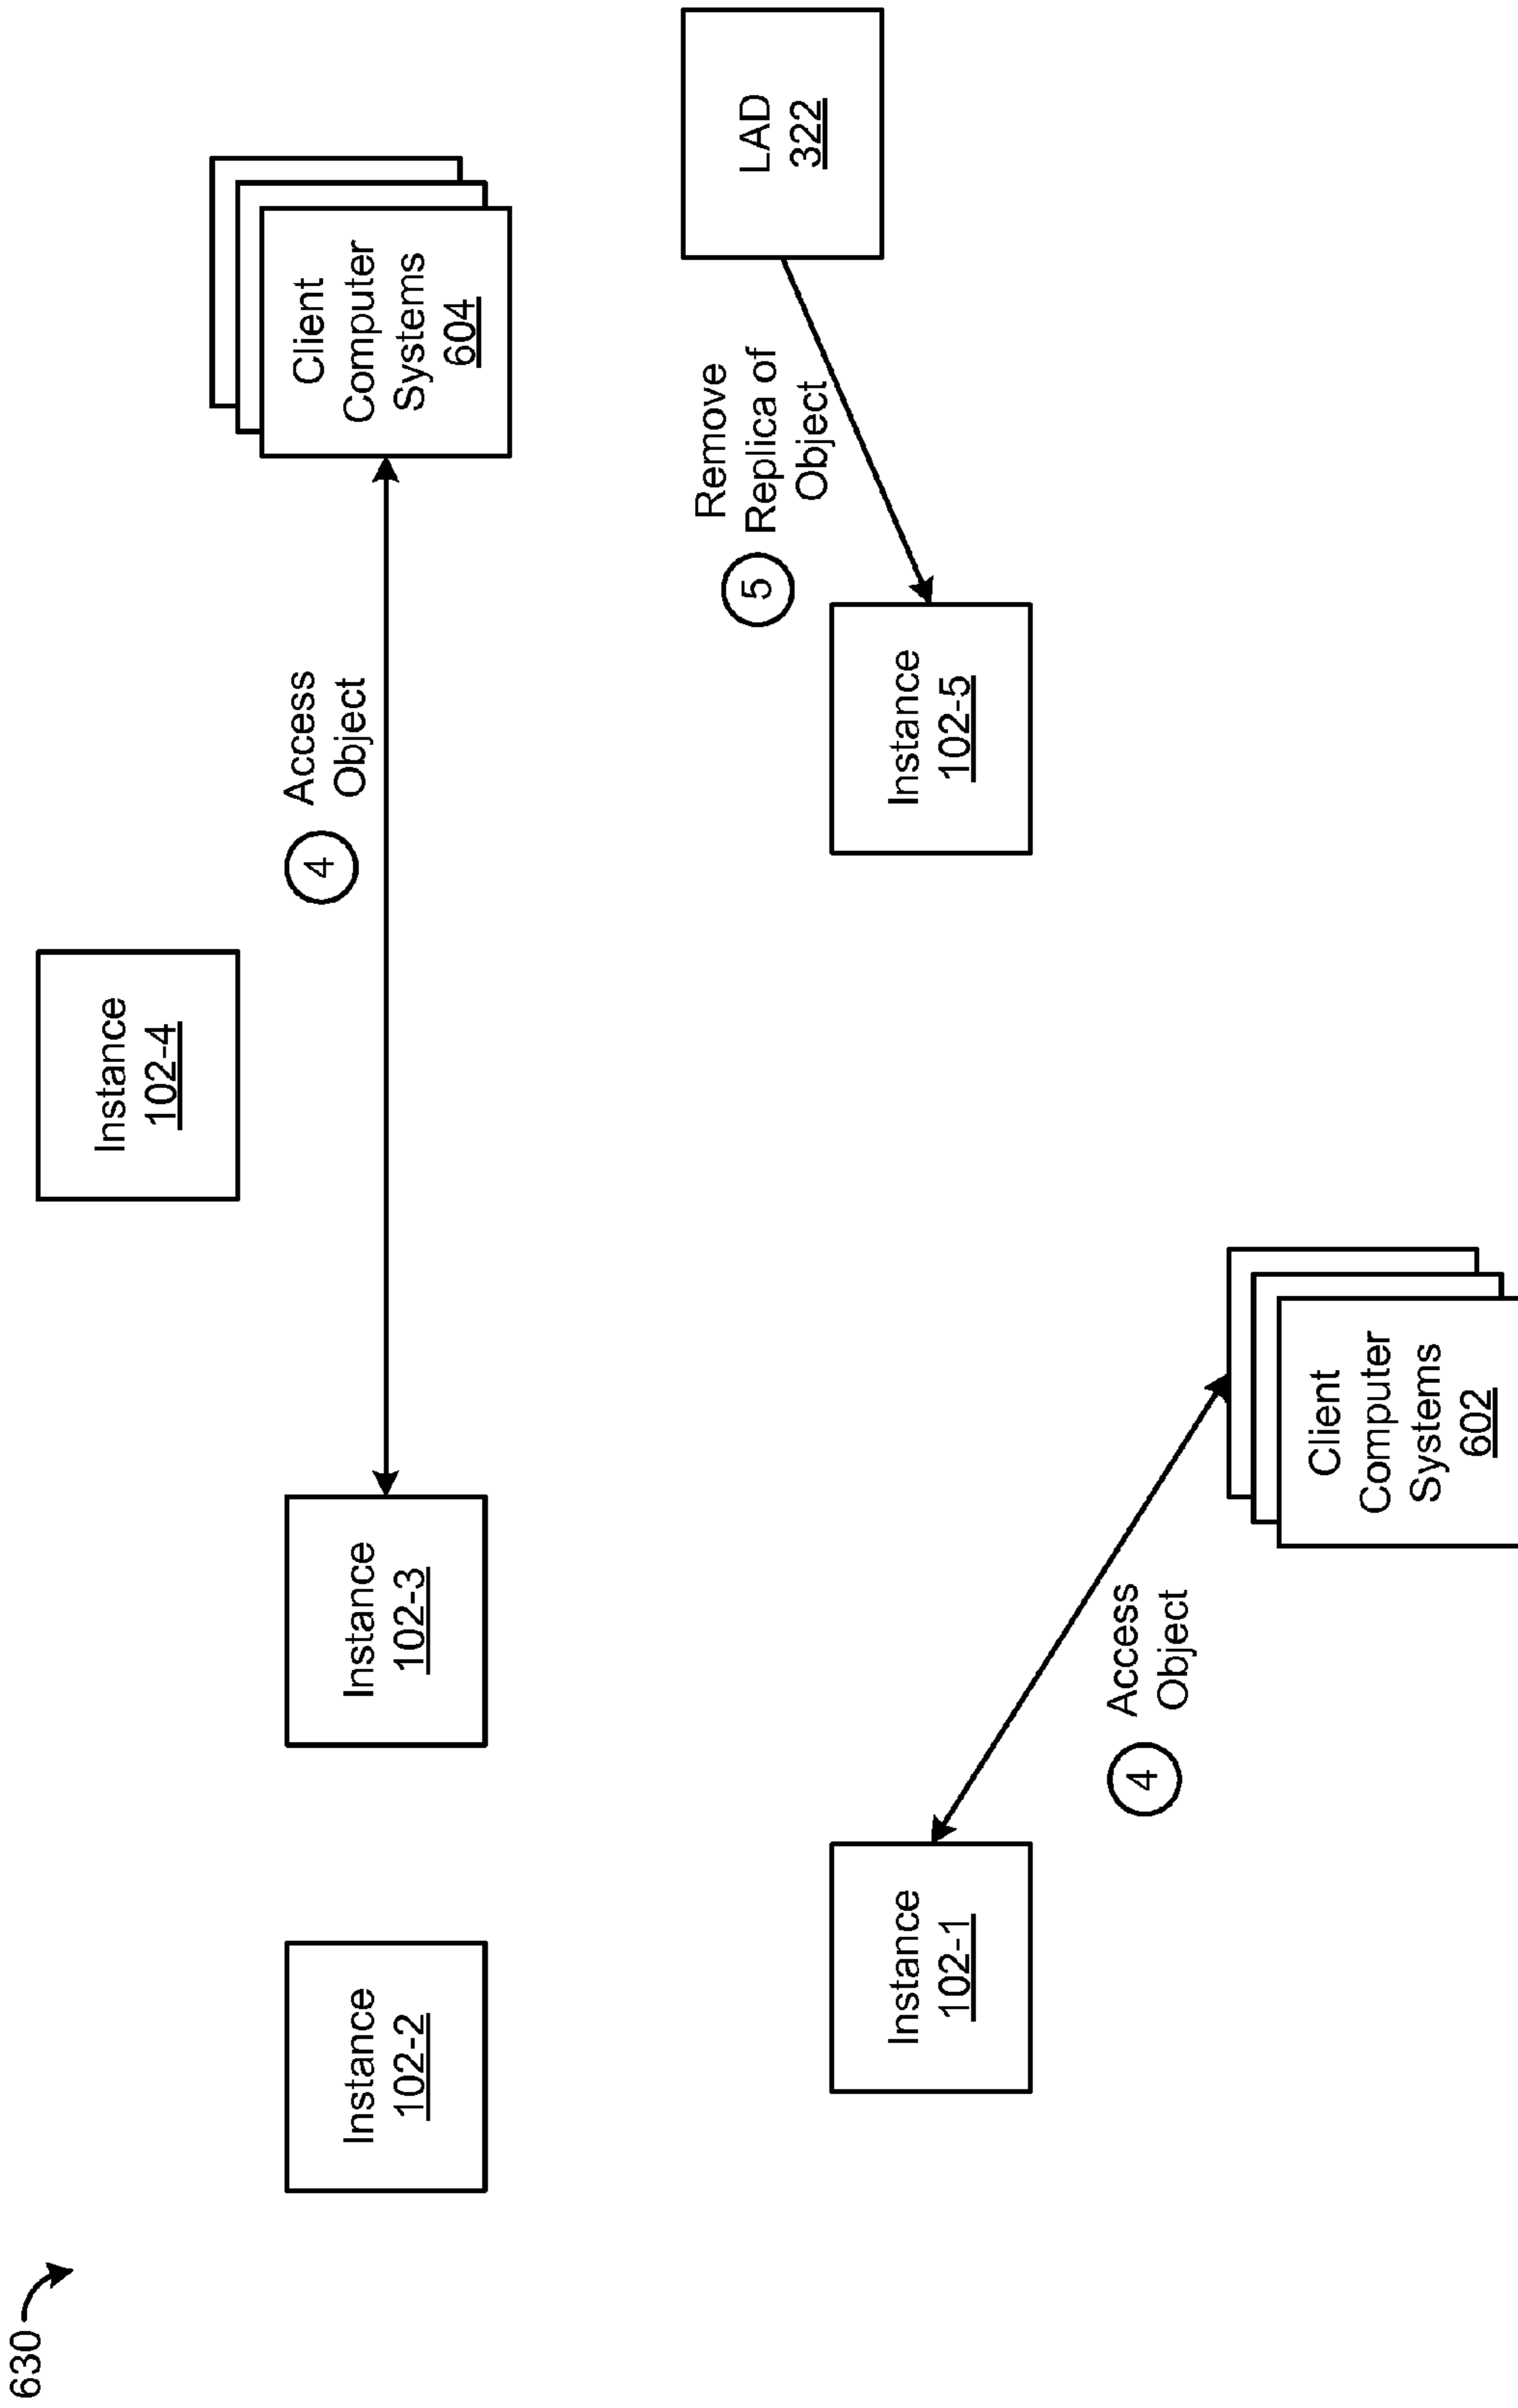 630
Instance
102-4
Client
Computer
Systems
604
4
Access
Object
Instance
102-2
Instance
102-3
LAD
322
5
Remove
Replica of
Object
Instance
102-1
Instance
102-5
4
Access
Object
Client
Computer
Systems
602